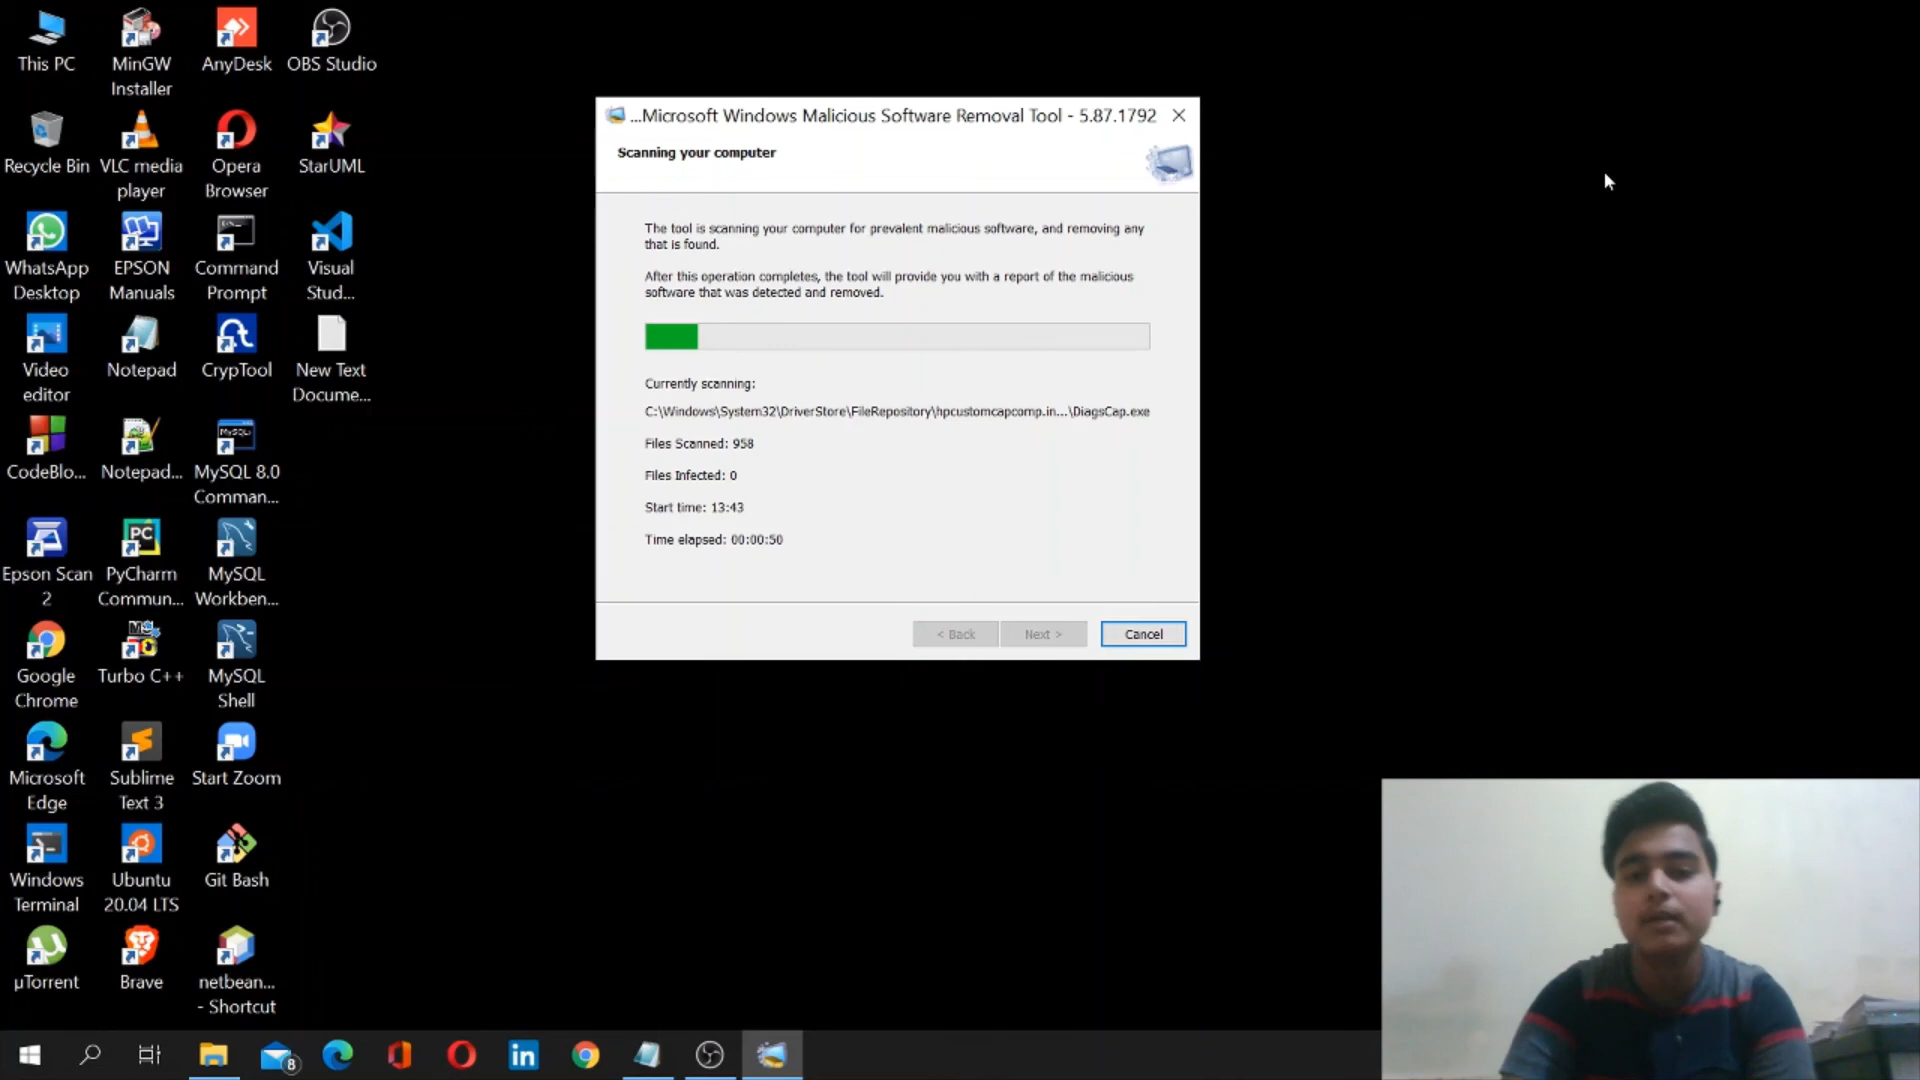 This PC
MinGW
Installer
AnyDesk
OBS Studio
Recycle Bin
VLC media
player
Opera
Browser
StarUML
WhatsApp
Desktop
EPSON
Manuals
Command
Prompt
Visual
Stud...
Video
editor
Notepad
CrypTool
New Text
Docume...
CodeBlo...
Notepad...
MySQL 8.0
Comman...
Epson Scan
2
PyCharm
Commun...
MySQL
Workben...
Google
Chrome
Turbo C++
MySQL
Shell
Microsoft
Edge
Sublime
Text 3
Start Zoom
Windows
Terminal
Ubuntu
20.04 LTS
Git Bash
µTorrent
Brave
netbean...
- Shortcut
...Microsoft Windows Malicious Software Removal Tool - 5.87.1792
Scanning your computer
The tool is scanning your computer for prevalent malicious software, and removing any
that is found.
After this operation completes, the tool will provide you with a report of the malicious
software that was detected and removed.
Currently scanning:
C:\Windows\System32\DriverStore\FileRepository\hpcustomcapcomp.in...\DiagsCap.exe
Files Scanned: 958
Files Infected: 0
Start time: 13:43
Time elapsed: 00:00:50
< Back
Next >
Cancel
8
in